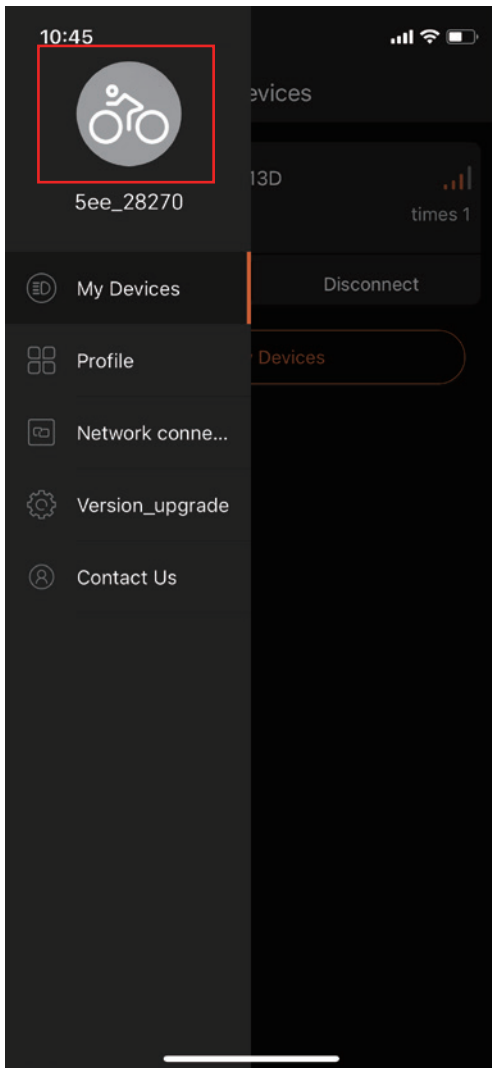 10:45
evices
13D
5ee_28270
times 1
My Devices
Disconnect
Profile
Devices
Network conne...
Version_upgrade
Contact Us